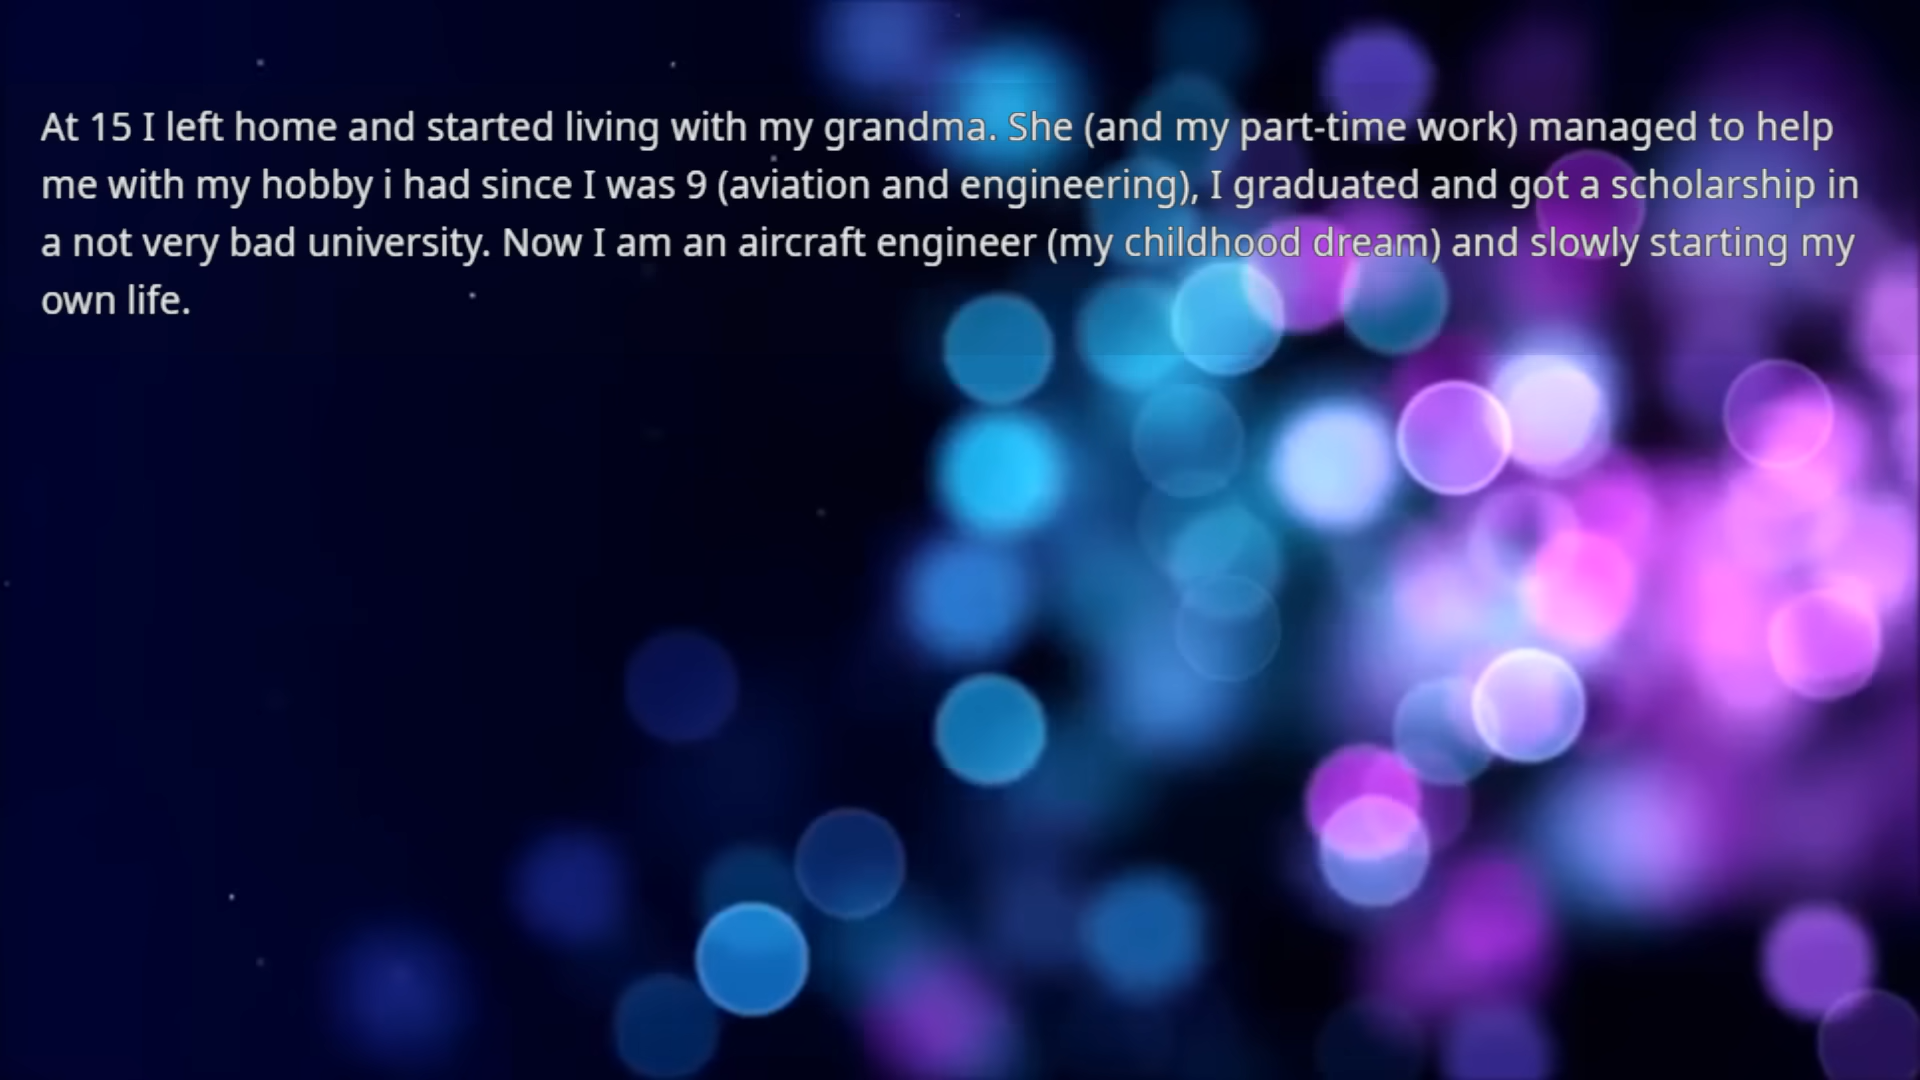 At 15 I left home and started living with my grandma. She (and my part-time work) managed to help
me with my hobby i had since I was 9 (aviation and engineering), I graduated and got a scholarship in
a not very bad university. Now I am an aircraft engineer (my childhood dream) and slowly starting my
own life.